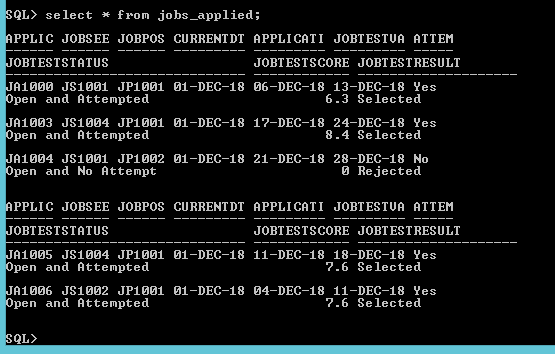 SQL> select * from jobs_applied;
APPLIC JOBSEE JOBPOS CURRENTDT APPLICATI JOBTESTVA ATTEM
------ ------ ------ --------- --------- --------- -----
JOBTESTSTATUS                  JOBTESTSCORE JOBTESTRESULT
------------------------------ ------------ --------------------
JA1000 JS1001 JP1001 01-DEC-18 06-DEC-18 13-DEC-18 Yes
Open and Attempted                      6.3 Selected
JA1003 JS1004 JP1001 01-DEC-18 17-DEC-18 24-DEC-18 Yes
Open and Attempted                      8.4 Selected
JA1004 JS1001 JP1002 01-DEC-18 21-DEC-18 28-DEC-18 No
Open and No Attempt                       0 Rejected
APPLIC JOBSEE JOBPOS CURRENTDT APPLICATI JOBTESTVA ATTEM
------ ------ ------ --------- --------- --------- -----
JOBTESTSTATUS                  JOBTESTSCORE JOBTESTRESULT
------------------------------ ------------ --------------------
JA1005 JS1004 JP1001 01-DEC-18 11-DEC-18 18-DEC-18 Yes
Open and Attempted                      7.6 Selected
JA1006 JS1002 JP1001 01-DEC-18 04-DEC-18 11-DEC-18 Yes
Open and Attempted                      7.6 Selected
SQL>